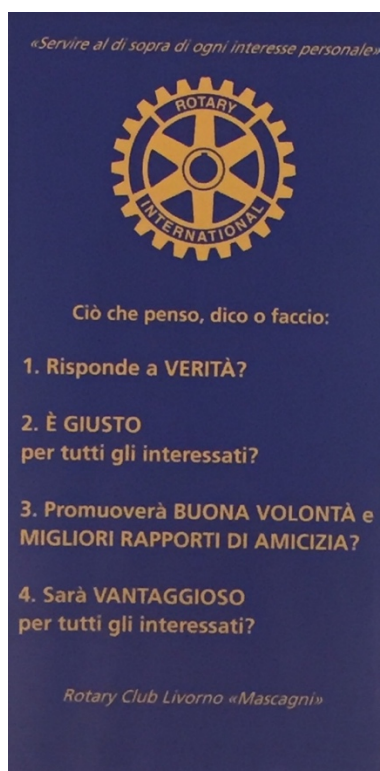 «Servire al di sopra di ogni interesse personale»
ROTARY
INTERNATIONAL
Ciò che penso, dico o faccio:
1. Risponde a VERITÀ?
2. È GIUSTO
per tutti gli interessati?
3. Promuoverà BUONA VOLONTÀ e
MIGLIORI RAPPORTI DI AMICIZIA?
4. Sarà VANTAGGIOSO
per tutti gli interessati?
Rotary Club Livorno «Mascagni»